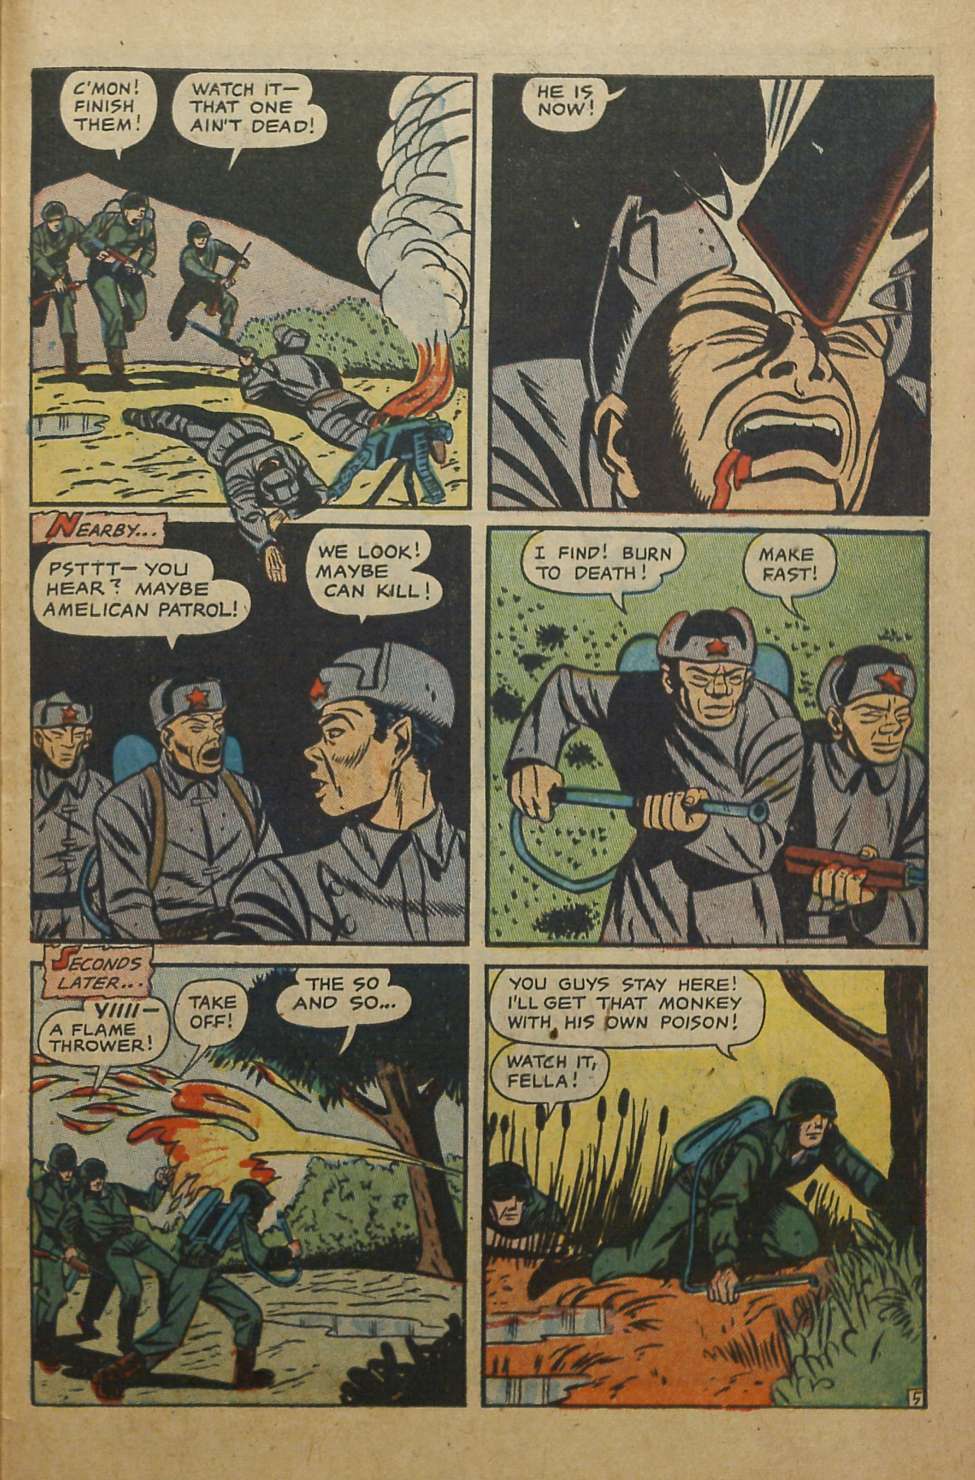 C'MON!
FINISH
THEM!
WATCH IT—
THAT ONE
AIN'T DEAD!
HE IS
NOW!
NEARBY...
PSTTT—YOU
HEAR? MAYBE
AMELICAN PATROL!
WE LOOK!
MAYBE
CAN KILL!
I FIND! BURN
TO DEATH!
MAKE
FAST!
SECONDS
LATER...
YIIII—
A FLAME
THROWER!
TAKE
OFF!
THE SO
AND SO...
YOU GUYS STAY HERE!
I'LL GET THAT MONKEY
WITH HIS OWN POISON!
WATCH IT,
FELLA!
5